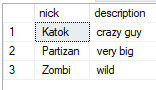 nick description
1 Katok crazy guy
2 Partizan very big
3 Zombi wild